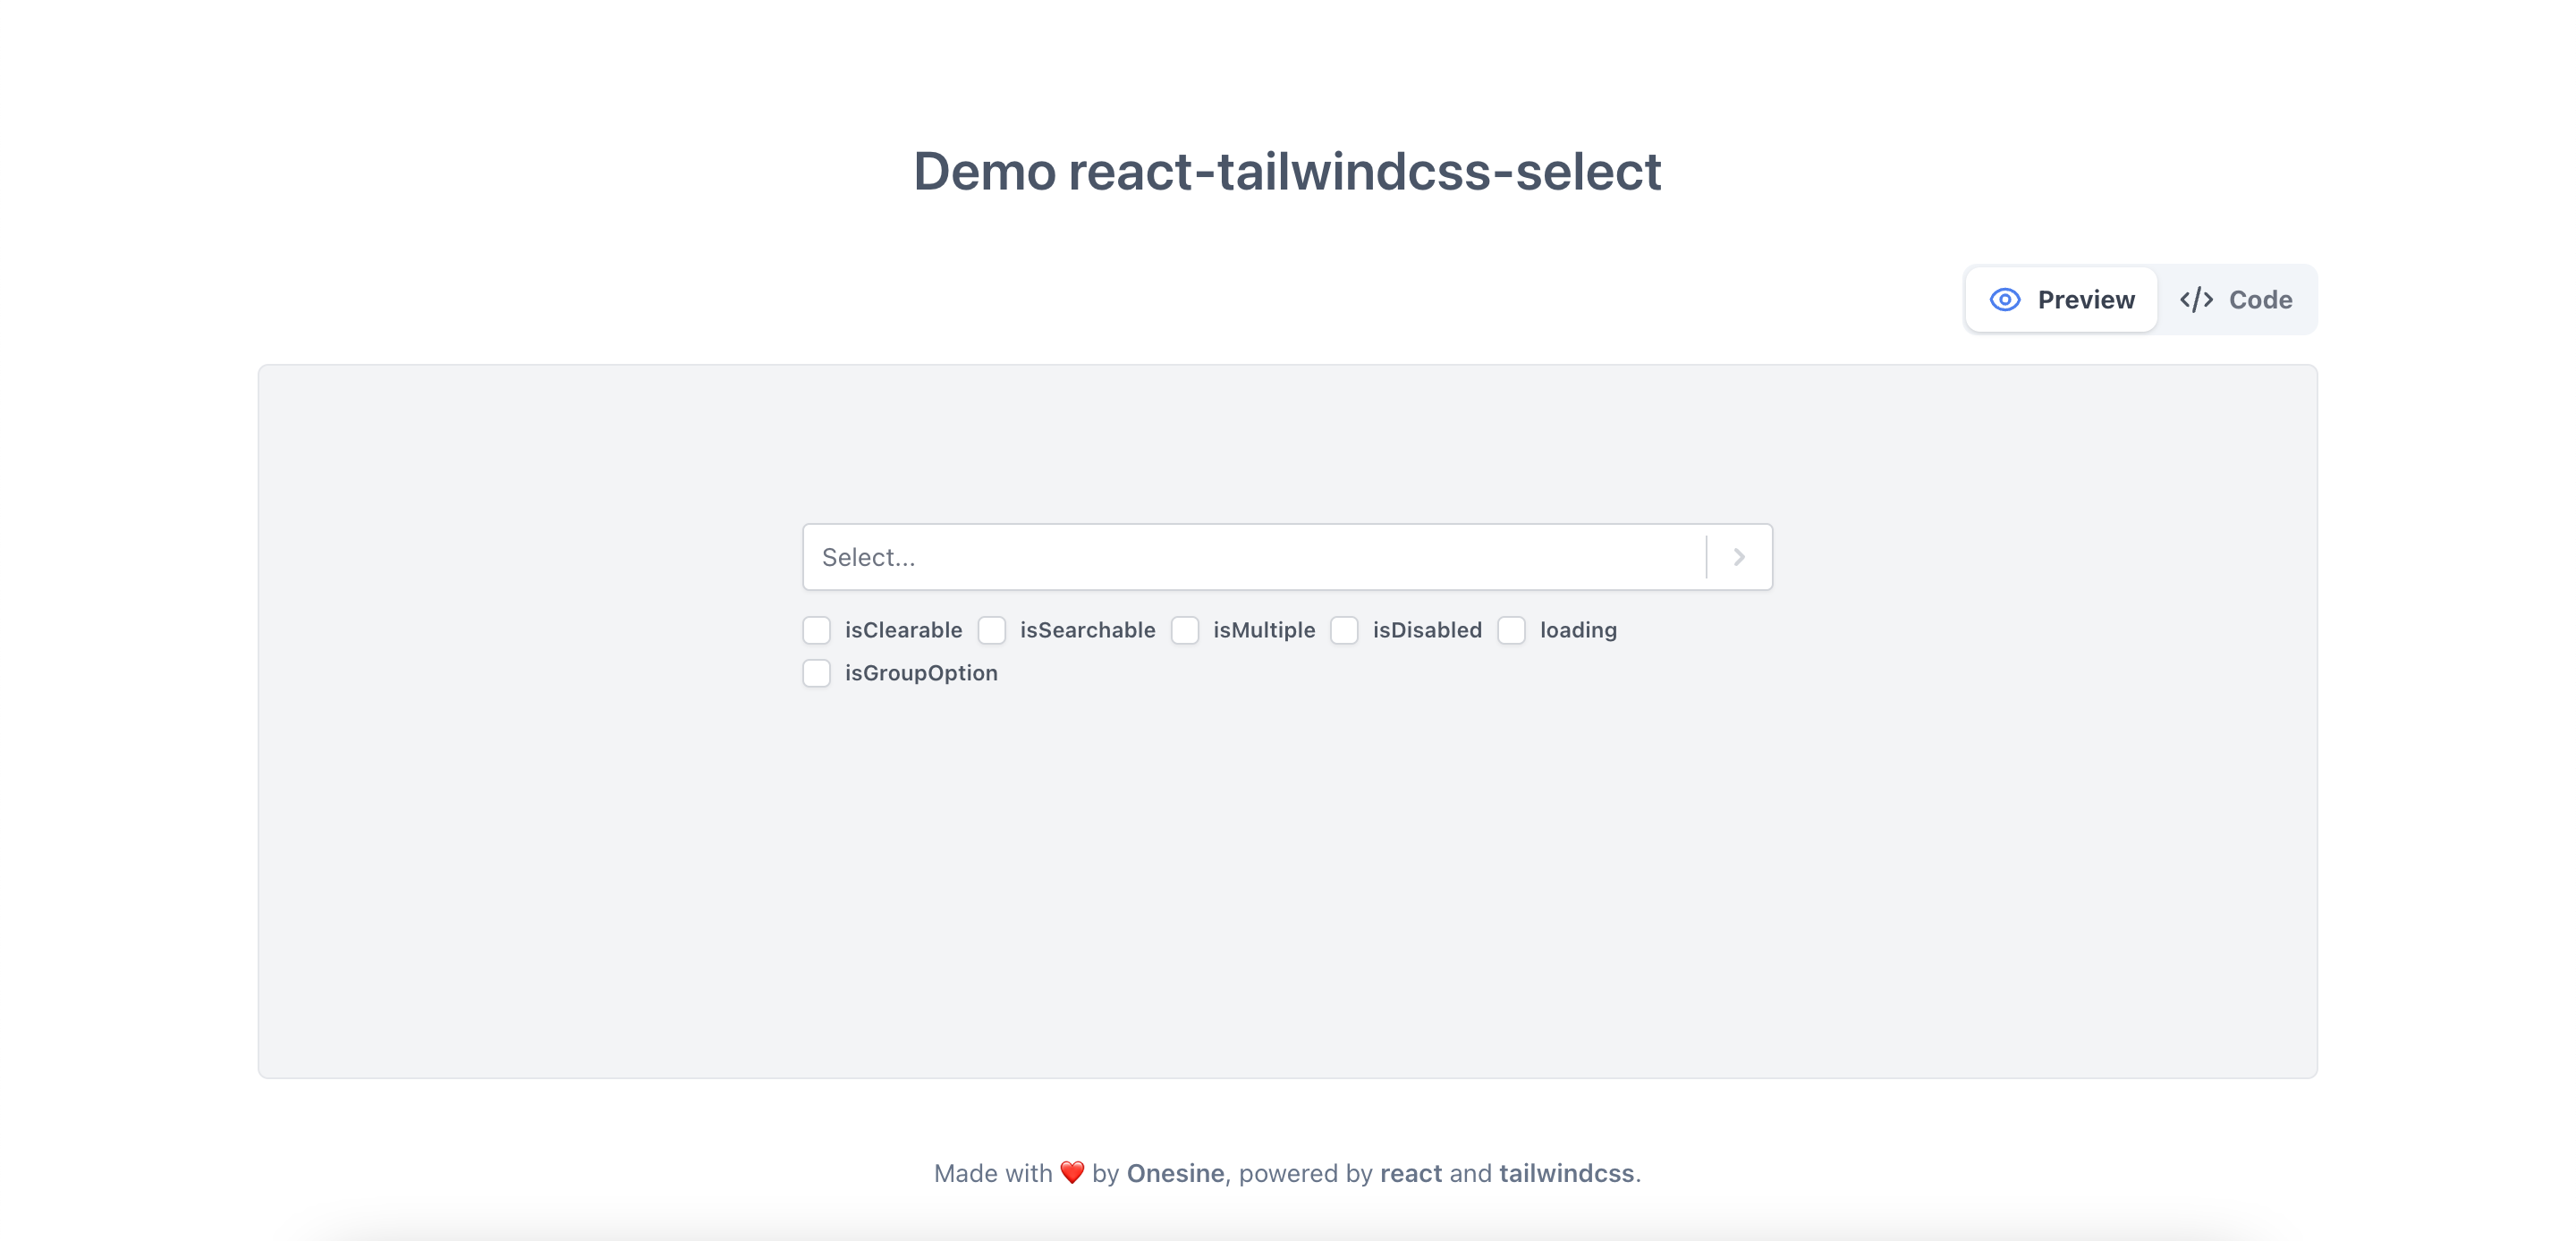 Demo react-tailwindcss-select
Preview </> Code
Select...
isClearable isSearchable isMultiple isDisabled loading
isGroupOption
Made with ❤️ by Onesine, powered by react and tailwindcss.